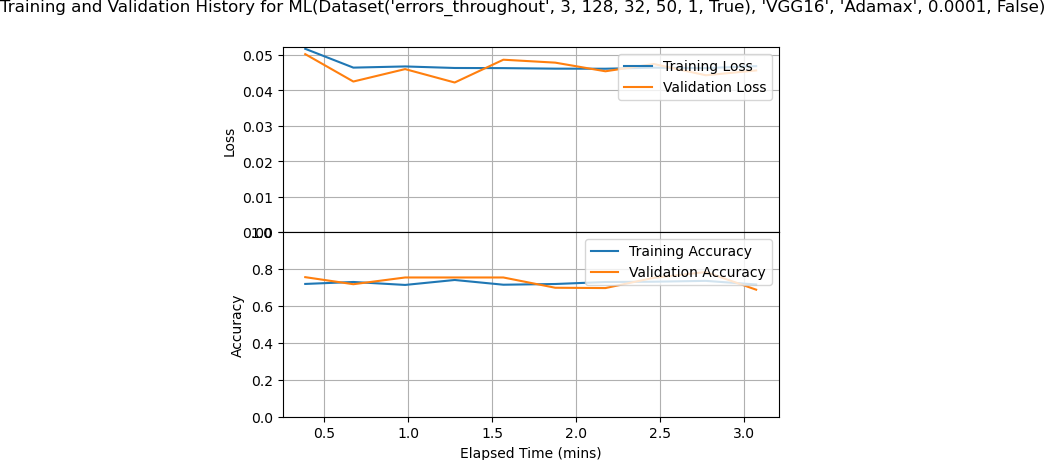 Training and Validation History for ML(Dataset('errors_throughout', 3, 128, 32, 50, 1, True), 'VGG16', 'Adamax', 0.0001, False)
0.05
0.04
0.03
0.02
0.01
0.00
Loss
Training Loss
Validation Loss
1.0
0.8
0.6
0.4
0.2
0.0
Accuracy
Training Accuracy
Validation Accuracy
0.5
1.0
1.5
2.0
2.5
3.0
Elapsed Time (mins)